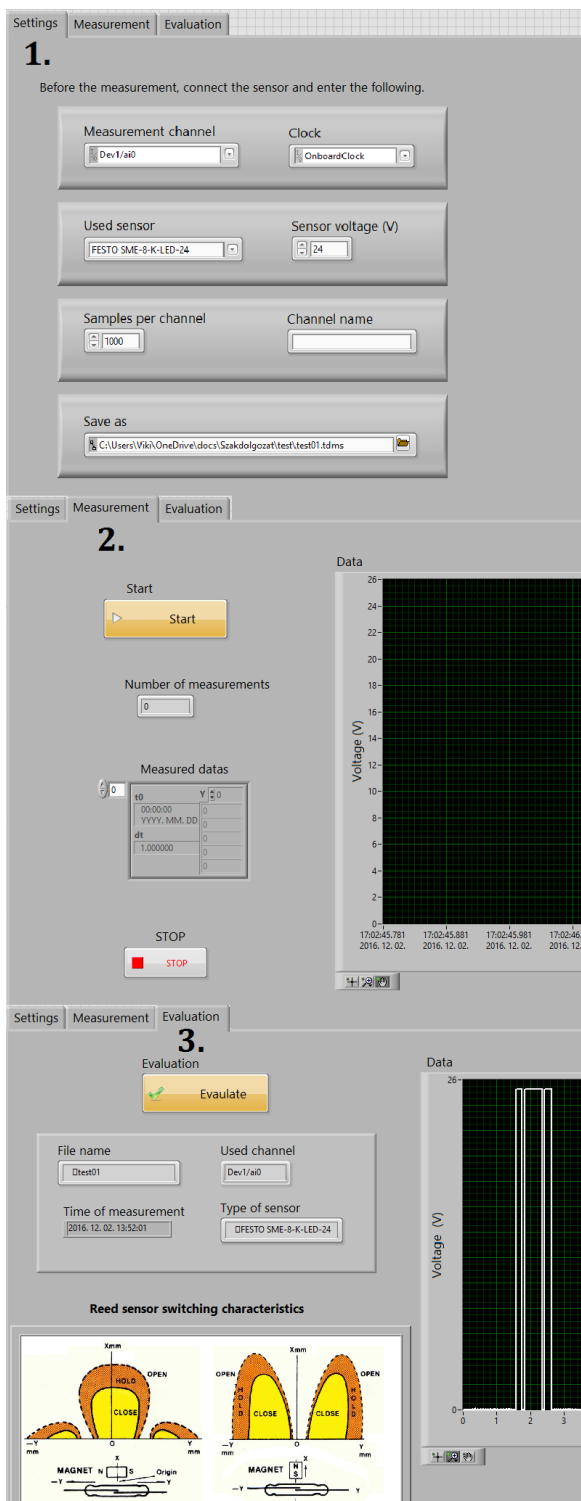 Settings Measurement Evaluation
1.
Before the measurement, connect the sensor and enter the following.
Measurement channel Clock
Dev1/ai0 OnboardClock
Used sensor Sensor voltage (V)
FESTO SME-8-K-LED-24 24
Samples per channel Channel name
1000
Save as
C:\Users\Viki\OneDrive\docs\Szakdolgozat\test\test01.tdms
Settings Measurement Evaluation
2.
Data
Start
Start
Number of measurements
0
Measured datas
0
t0 Y 0
00:00:00 0
YYYY. MM. DD 0
dt 0
1.000000 0
STOP
STOP
Voltage (V)
26
24
22
20
18
16
14
12
10
8
6
4
2
0
17:02:45.781 17:02:45.881 17:02:45.981 17:02:46.
2016. 12. 02. 2016. 12. 02. 2016. 12. 02. 2016. 12.
Settings Measurement Evaluation
3.
Evaluation
Evaulate
Data
File name Used channel
test01 Dev1/ai0
Time of measurement Type of sensor
2016. 12. 02. 13:52:01 FESTO SME-8-K-LED-24
Voltage (V)
26
0
0 1 2 3
Reed sensor switching characteristics
Xmm Xmm
OPEN HOLD OPEN OPEN
CLOSE HOLD CLOSE CLOSE HOLD
—Y O Y —Y O Y
mm mm mm mm
X X
MAGNET N S Origin MAGNET N S
—Y Y —Y Y